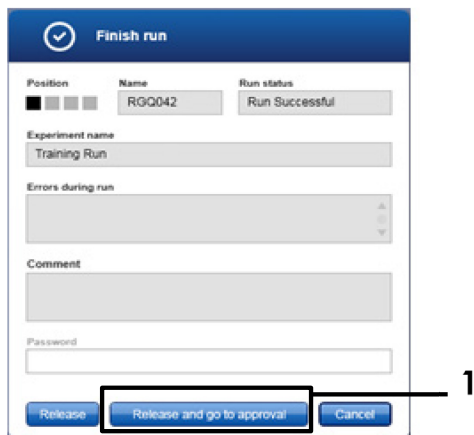 Finish run
Position Name Run status
RGQ042 Run Successful
Experiment name
Training Run
Errors during run
Comment
Password
Release Release and go to approval Cancel
1